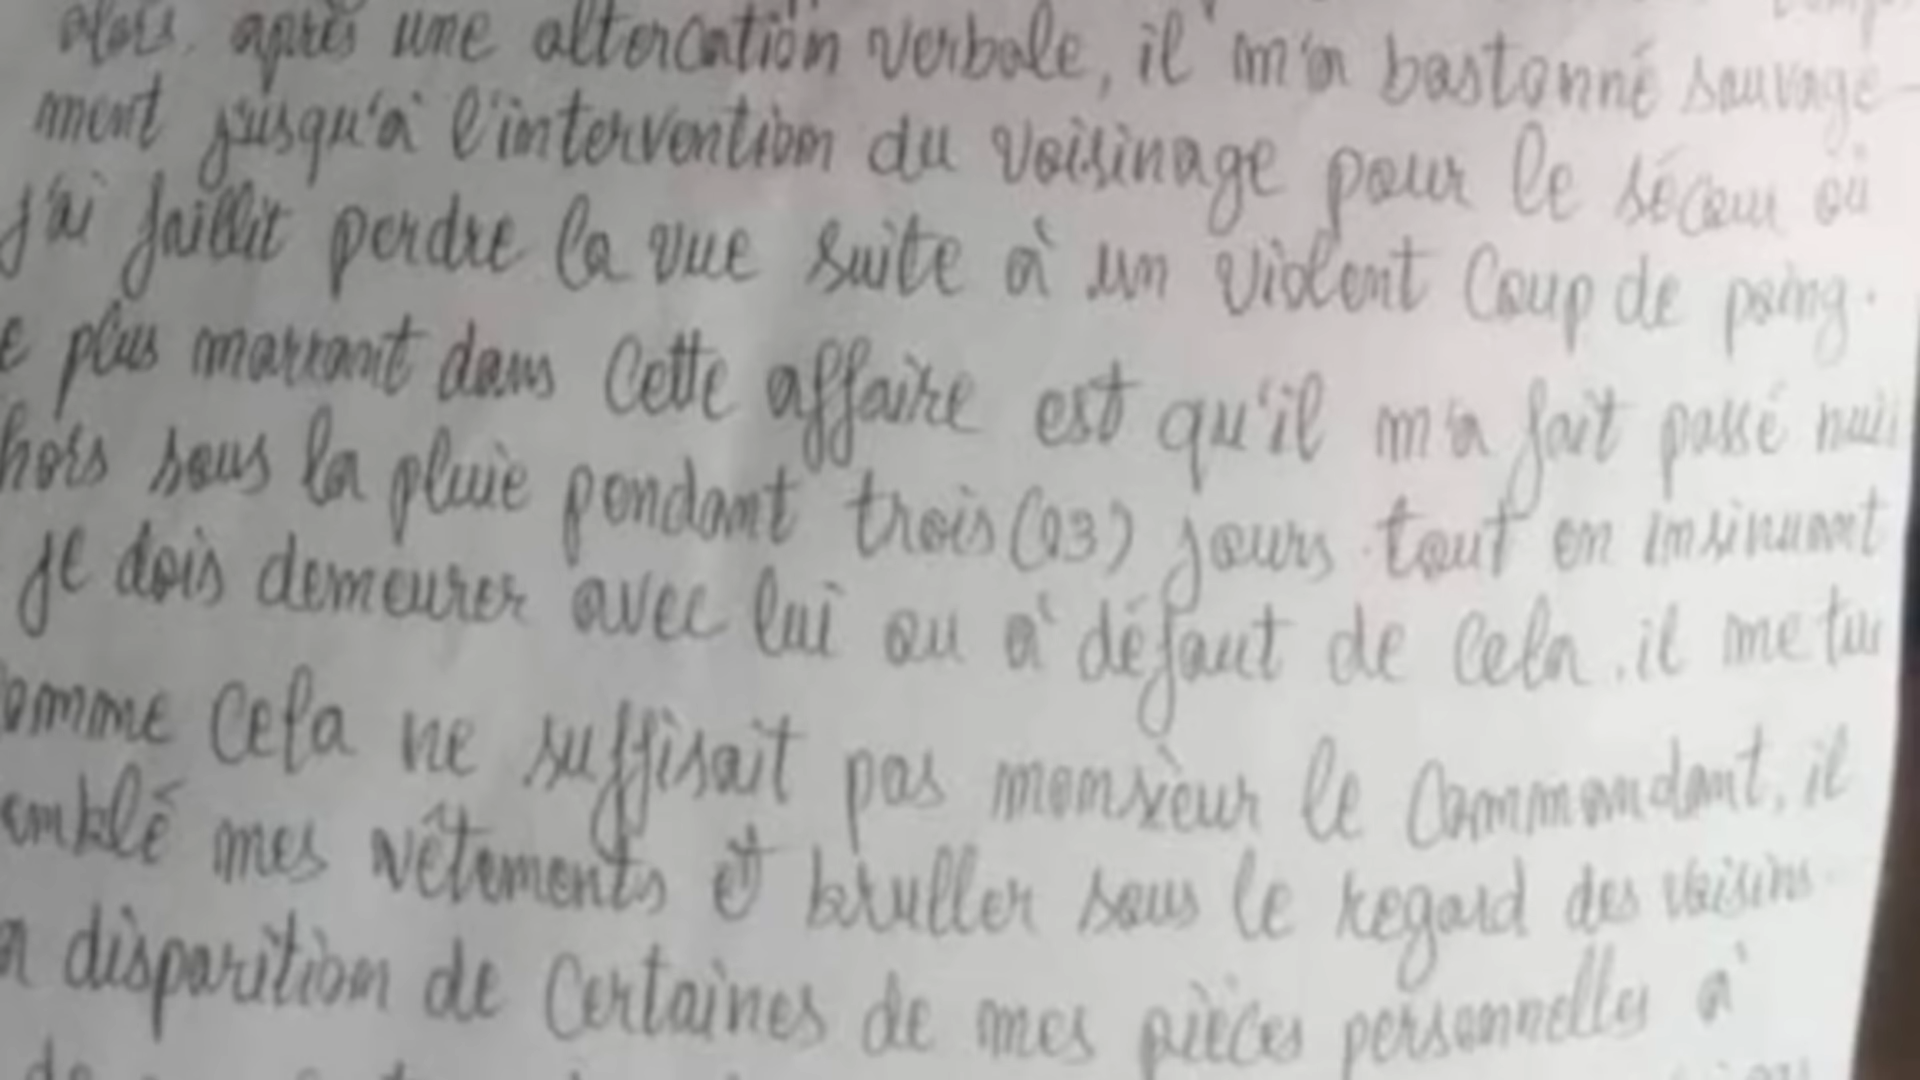 alors, après une altercation verbale, il m'a bastonné sauvage-
ment jusqu'à l'intervention du voisinage pour le sécour où
j'ai faillit perdre la vue suite à un violent coup de poing.
e plus marrant dans cette affaire est qu'il m'a fait passé nuit
hors sous la pluie pendant trois (03) jours tout en insinuant
je dois demeurer avec lui ou à défaut de cela, il me tue
omme cela ne suffisait pas monsieur le commandant, il
emblé mes vêtements et bruller sous le regard des voisins
a disparition de certaines de mes pièces personnelles à
de